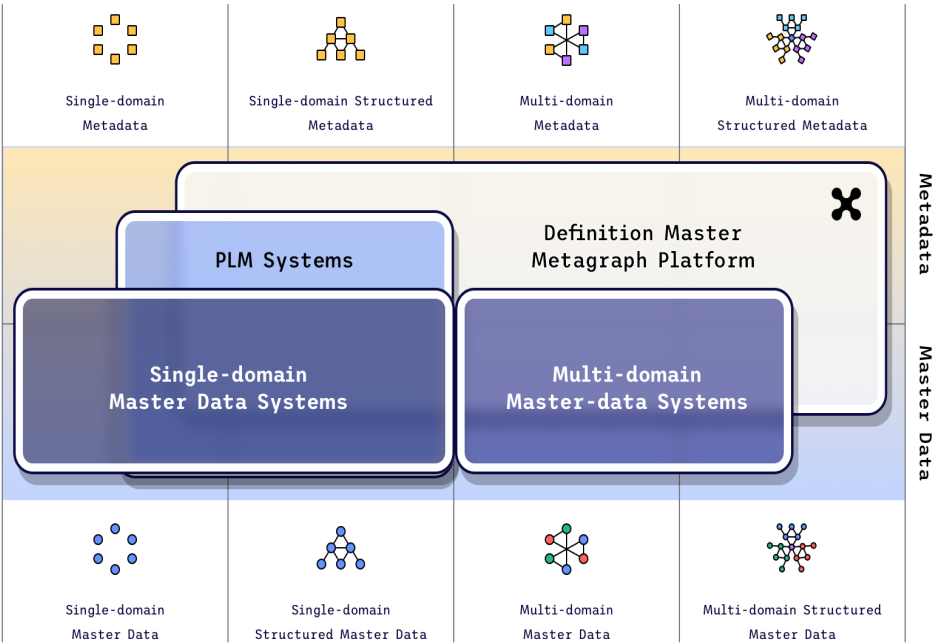 Single-domain
Metadata
Single-domain Structured
Metadata
Multi-domain
Metadata
Multi-domain
Structured Metadata
Metadata
Definition Master
Metagraph Platform
PLM Systems
Single-domain
Master Data Systems
Multi-domain
Master-data Systems
Master Data
Single-domain
Master Data
Single-domain
Structured Master Data
Multi-domain
Master Data
Multi-domain Structured
Master Data